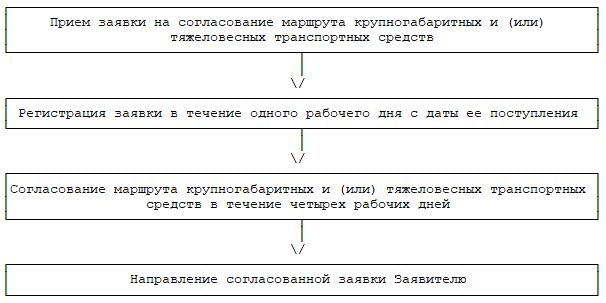 Прием заявки на согласование маршрута крупногабаритных и (или)
тяжеловесных транспортных средств
\/
Регистрация заявки в течение одного рабочего дня с даты ее поступления
\/
Согласование маршрута крупногабаритных и (или) тяжеловесных транспортных
средств в течение четырех рабочих дней
\/
Направление согласованной заявки Заявителю